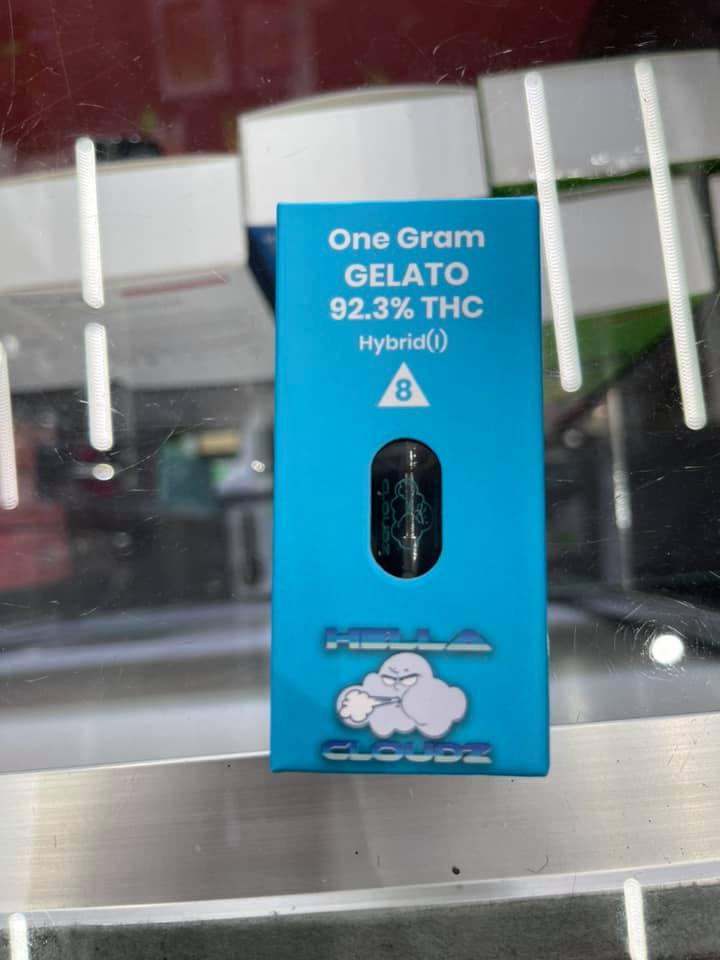 One Gram
GELATO
92.3% THC
Hybrid(I)
8
HELLA
CLOUDZ